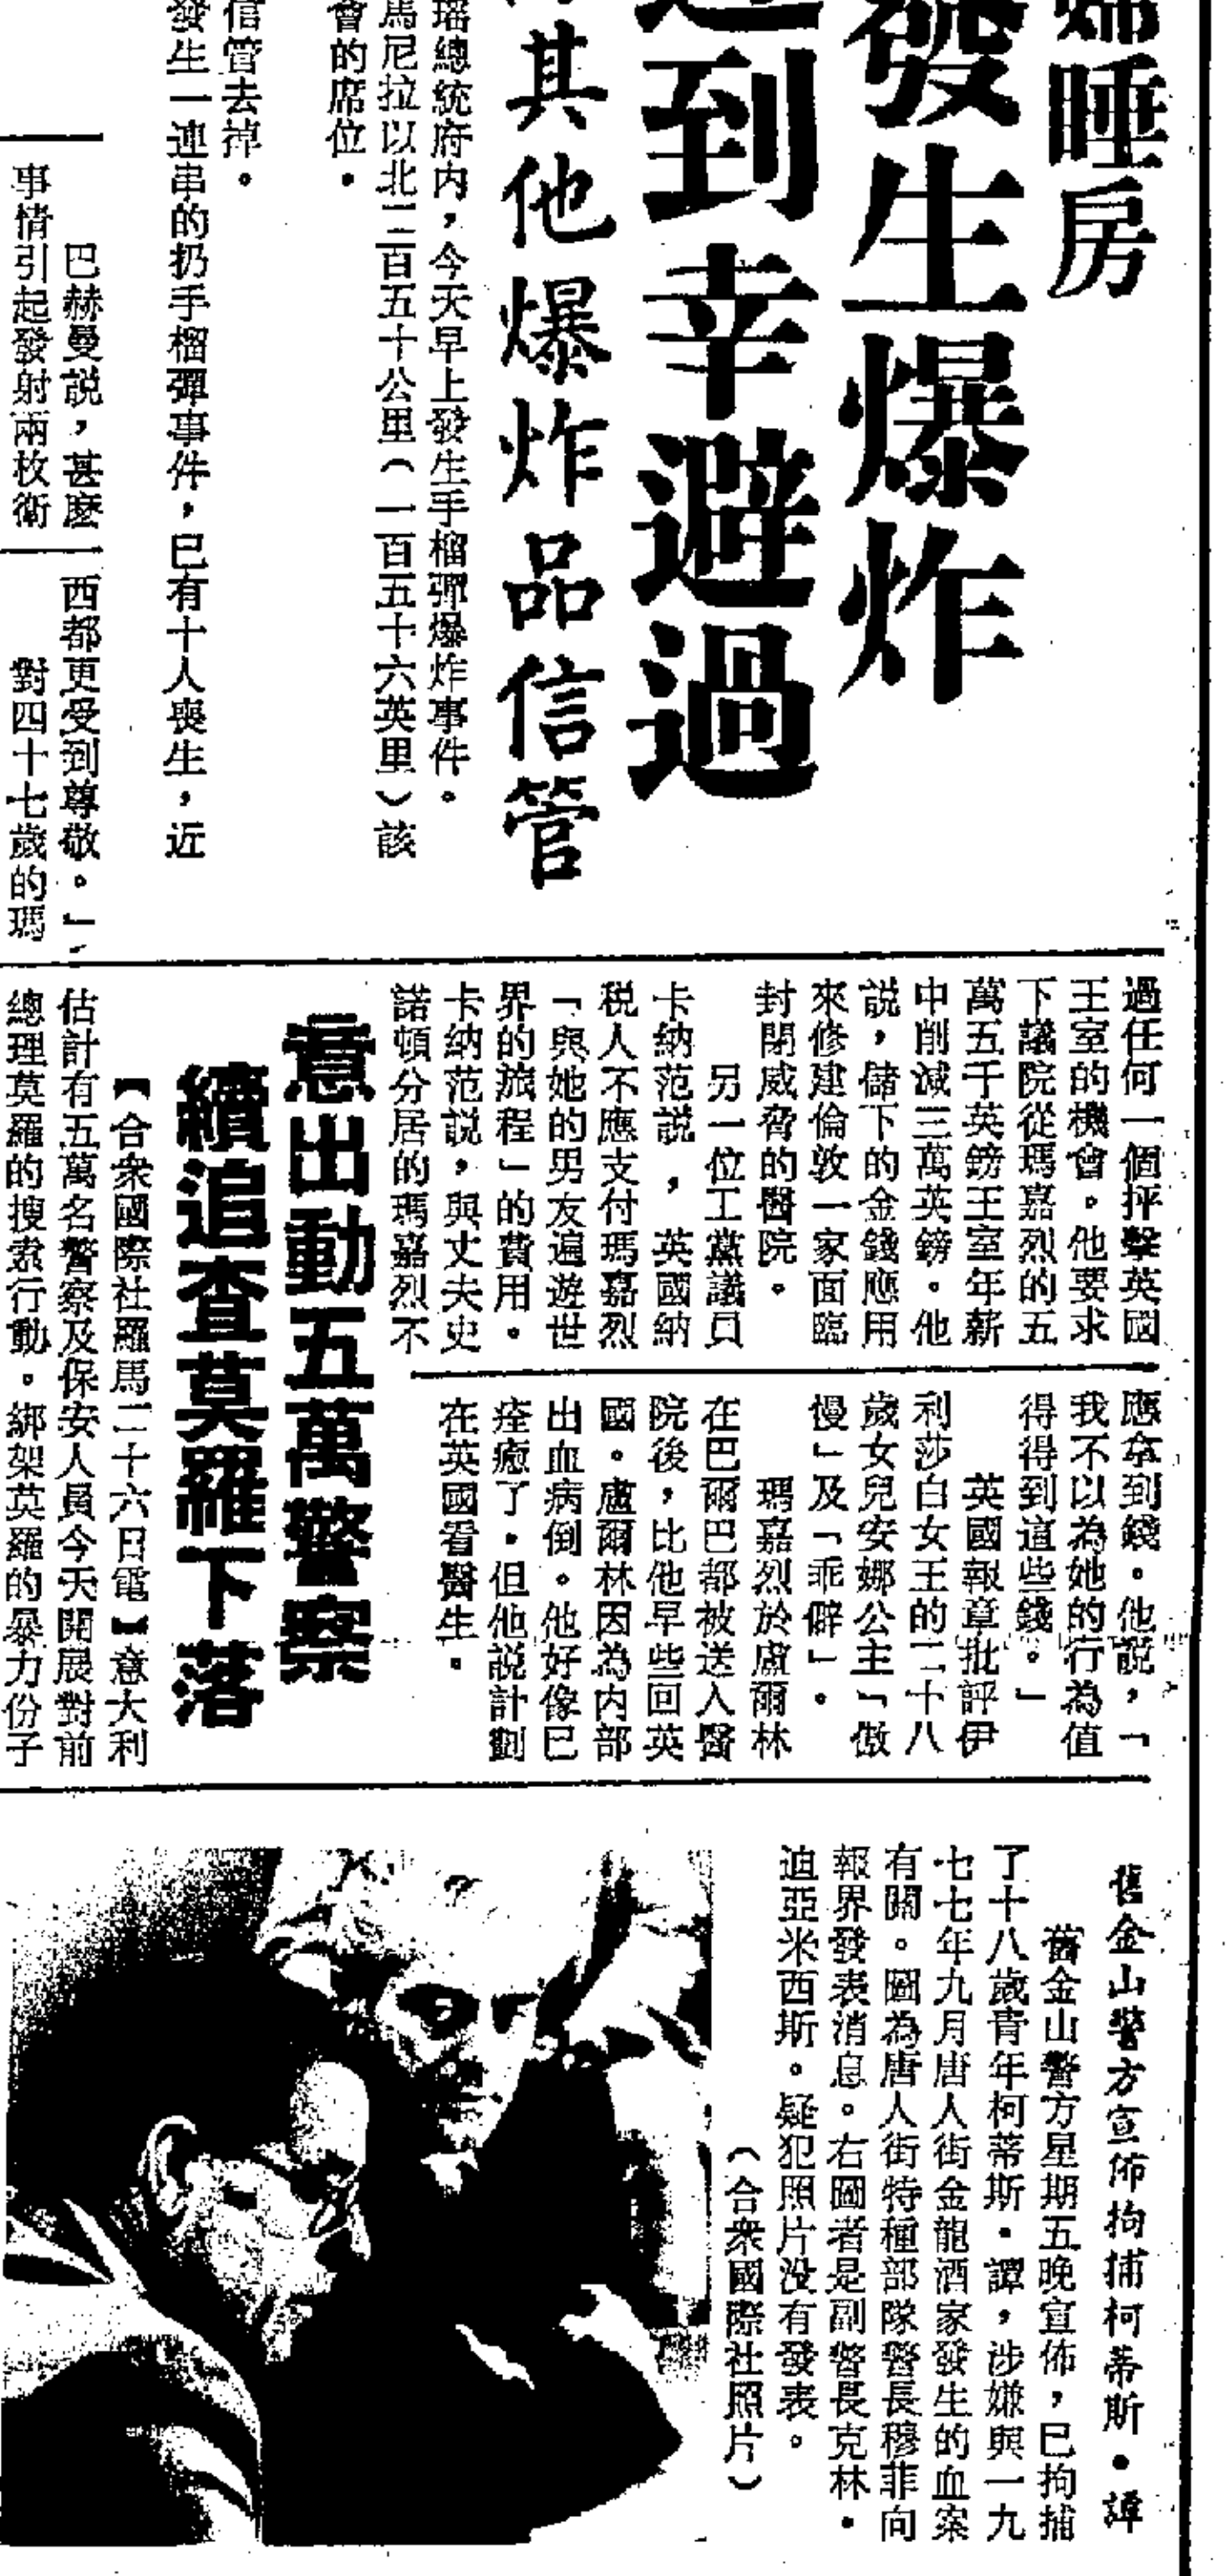 婦睡房
發生爆炸
到幸避過
其他爆炸品信管
瑤總統府内，今天早上發生手榴彈爆炸事件。
馬尼拉以北二百五十公里（一百五十六英里）該
會的席位。
信管去掉。
發生一連串的扔手榴彈事件，已有十人喪生，近
巴赫曼説，甚麼
事情引起發射兩枚衛
西都更受到尊敬。」
對四十七歲的瑪
過任何一個抨擊英國
王室的機會。他要求
下議院從瑪嘉烈的五
萬五千英鎊王室年薪
中削減三萬英鎊。他
説，儲下的金錢應用
來修建倫敦一家面臨
封閉威脅的醫院。
另一位工黨議員
卡納范説，英國納
税人不應支付瑪嘉烈
「與她的男友遍遊世
界的旅程」的費用。
卡納范説，與丈夫史
諾頓分居的瑪嘉烈不
應拿到錢。他説，「
我不以為她的行為值
得得到這些錢。」
英國報章批評伊
利莎白女王的二十八
歲女兒安娜公主「傲
慢」及「乖僻」。
瑪嘉烈於盧爾林
在巴爾巴都被送入醫
院後，比他早些回英
國。盧爾林因為内部
出血病倒。他好像已
痊癒了，但他説計劃
在英國看醫生。
意出動五萬警察
續追查莫羅下落
【合衆國際社羅馬二十六日電】意大利
估計有五萬名警察及保安人員今天開展對前
總理莫羅的搜索行動。綁架莫羅的暴力份子
舊金山警方宣佈拘捕柯蒂斯・譚
舊金山警方星期五晚宣佈，已拘捕
了十八歲青年柯蒂斯・譚，涉嫌與一九
七七年九月唐人街金龍酒家發生的血案
有關。圖為唐人街特種部隊警長穆菲向
報界發表消息。右圖者是副警長克林・
迪亞米西斯。疑犯照片没有發表。
（合衆國際社照片）